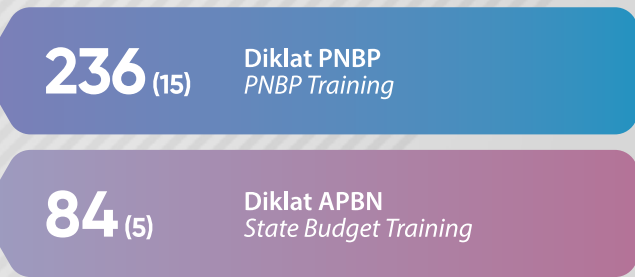 236 (15)
Diklat PNBP
PNBP Training
84 (5)
Diklat APBN
State Budget Training